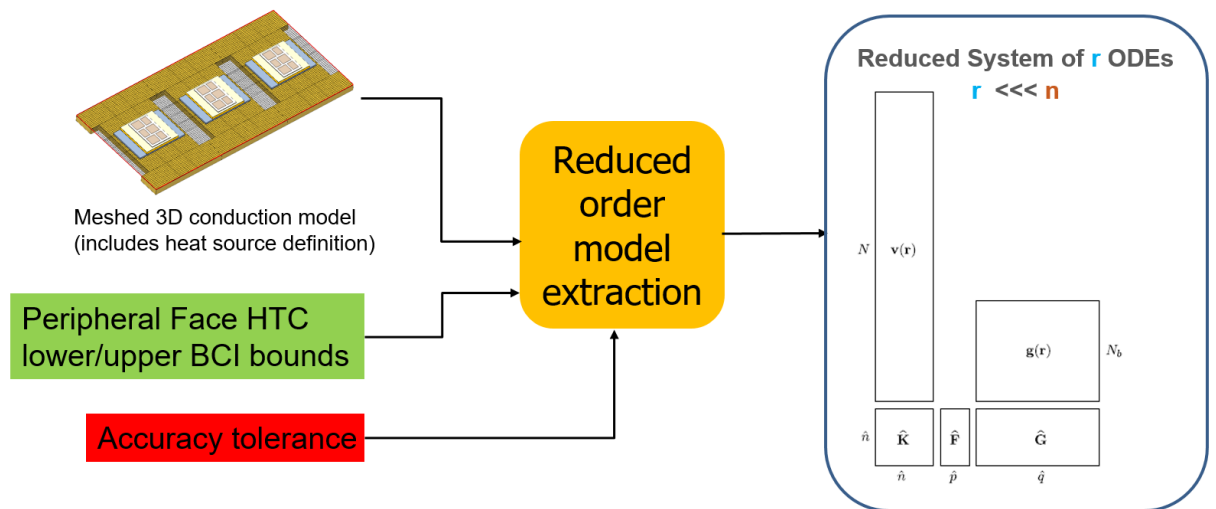 Meshed 3D conduction model
(includes heat source definition)
Peripheral Face HTC
lower/upper BCI bounds
Accuracy tolerance
Reduced
order
model
extraction
Reduced System of r ODEs
r <<< n
N
v(r)
g(r)
N_b
n̂
K̂
F̂
Ĝ
n̂
p̂
q̂